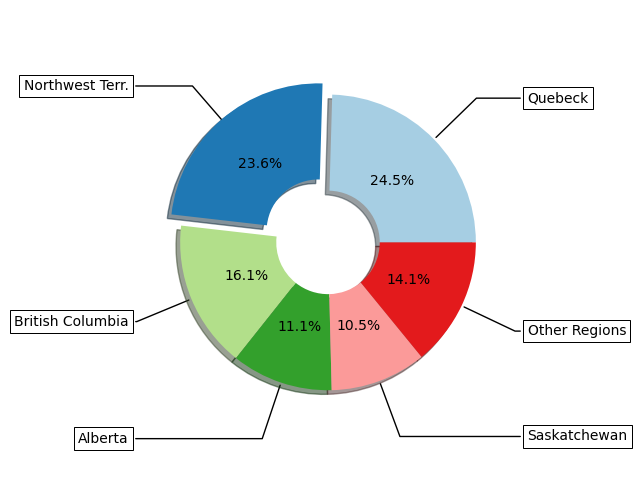 Northwest Terr.
Quebeck
23.6%
24.5%
16.1%
14.1%
11.1%
10.5%
British Columbia
Other Regions
Alberta
Saskatchewan